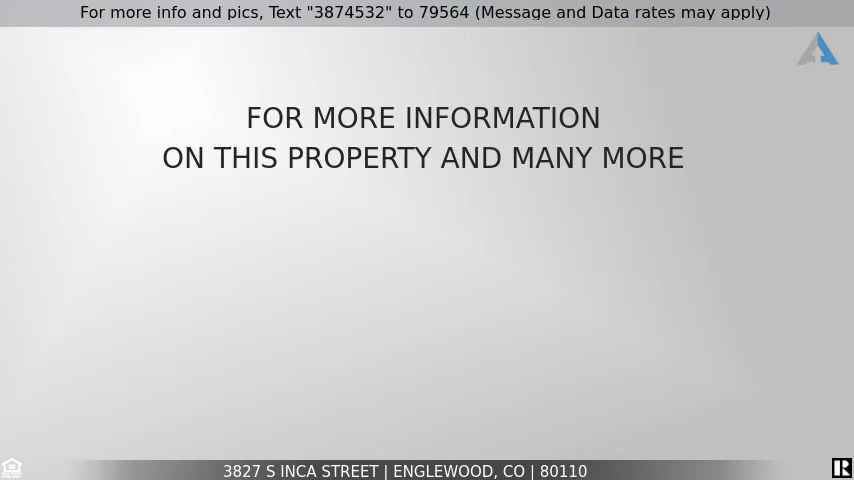 For more info and pics, Text "3874532" to 79564 (Message and Data rates may apply)
FOR MORE INFORMATION
ON THIS PROPERTY AND MANY MORE
3827 S INCA STREET | ENGLEWOOD, CO | 80110